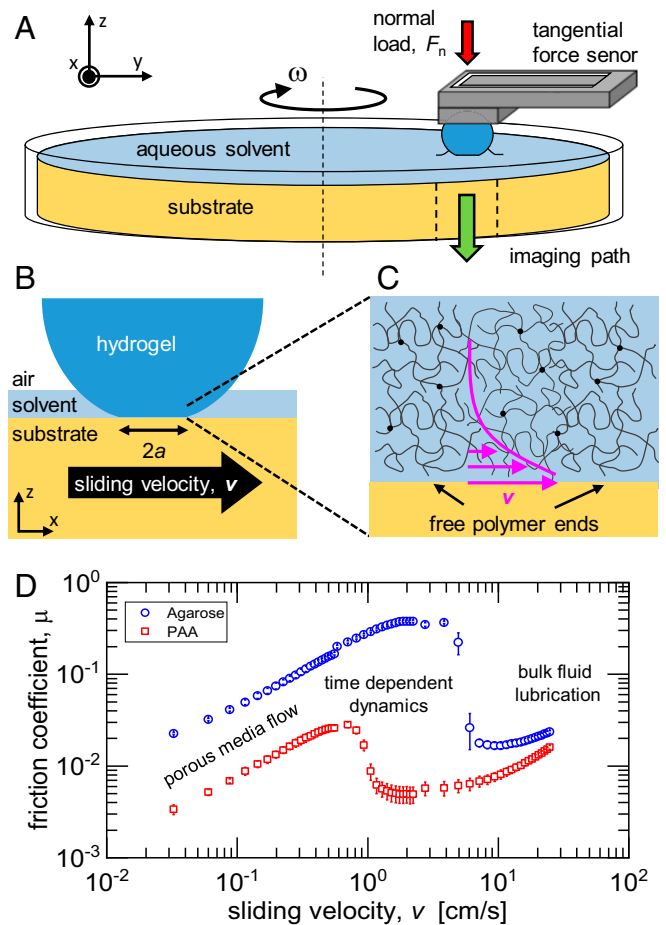 A
z
x
y
ω
normal
load, Fn
tangential
force senor
aqueous solvent
substrate
imaging path
B
hydrogel
air
solvent
substrate
2a
sliding velocity, v
z
x
C
v
free polymer ends
D
friction coefficient, μ
10^0
10^-1
10^-2
10^-3
Agarose
PAA
porous media flow
time dependent
dynamics
bulk fluid
lubrication
10^-2
10^-1
10^0
10^1
10^2
sliding velocity, v [cm/s]